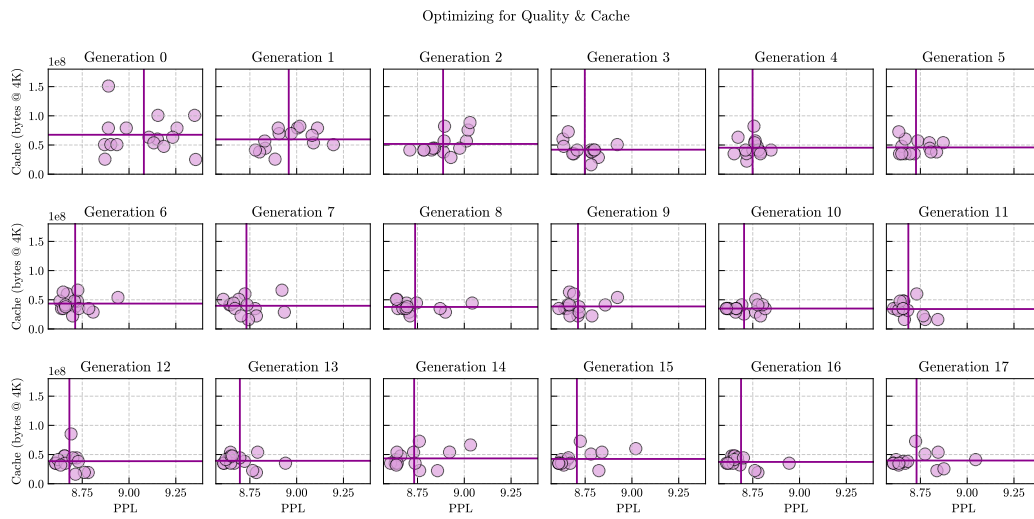 Optimizing for Quality & Cache
1e8
Generation 0
Generation 1
Generation 2
Generation 3
Generation 4
Generation 5
Cache (bytes @ 4K)
1.5
1.0
0.5
0.0
1e8
Generation 6
Generation 7
Generation 8
Generation 9
Generation 10
Generation 11
Cache (bytes @ 4K)
1.5
1.0
0.5
0.0
1e8
Generation 12
Generation 13
Generation 14
Generation 15
Generation 16
Generation 17
Cache (bytes @ 4K)
1.5
1.0
0.5
0.0
8.75 9.00 9.25
8.75 9.00 9.25
8.75 9.00 9.25
8.75 9.00 9.25
8.75 9.00 9.25
8.75 9.00 9.25
PPL
PPL
PPL
PPL
PPL
PPL